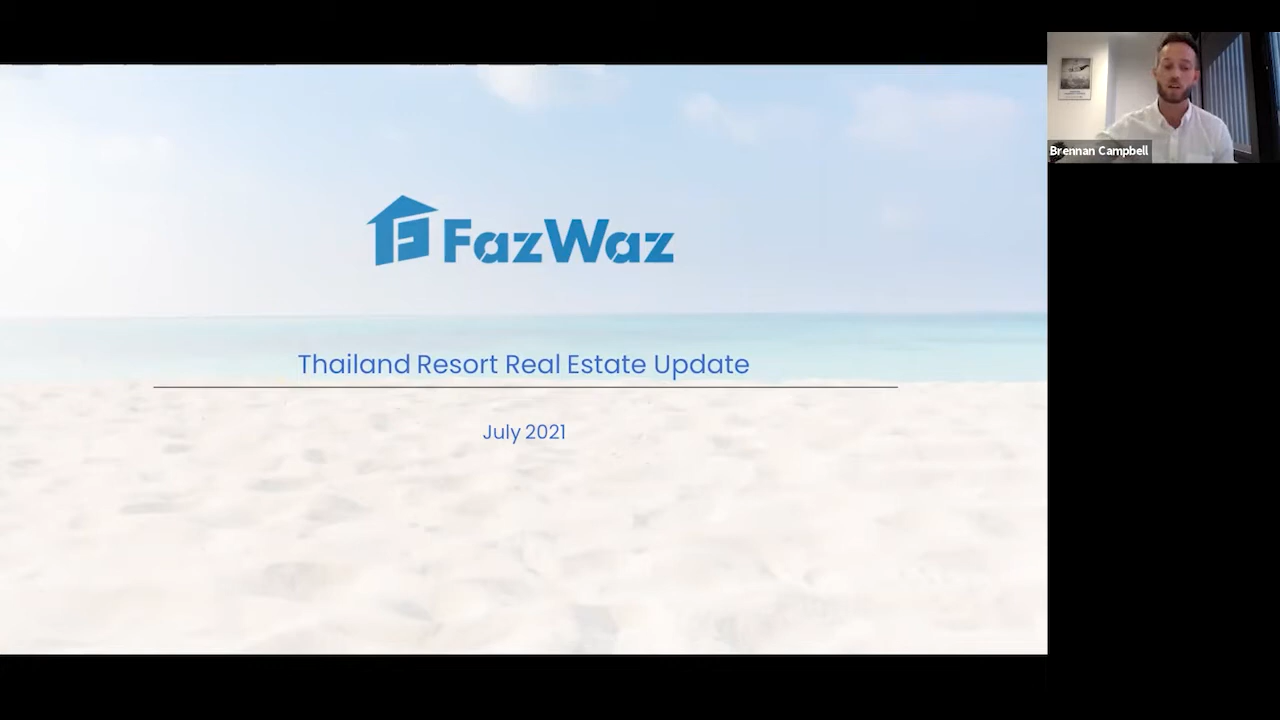 FazWaz
Thailand Resort Real Estate Update
July 2021
Brennan Campbell